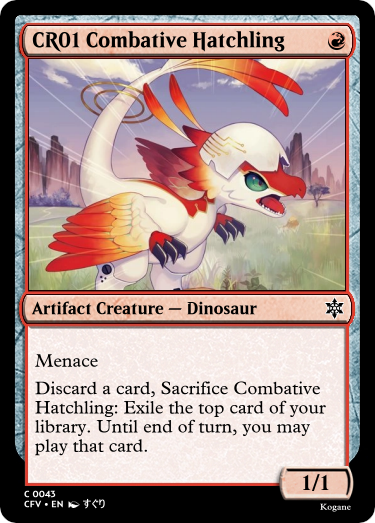 CR01 Combative Hatchling
Artifact Creature — Dinosaur
Menace
Discard a card, Sacrifice Combative
Hatchling: Exile the top card of your
library. Until end of turn, you may
play that card.
1/1
C 0043
CFV • EN すぐり
Kogane